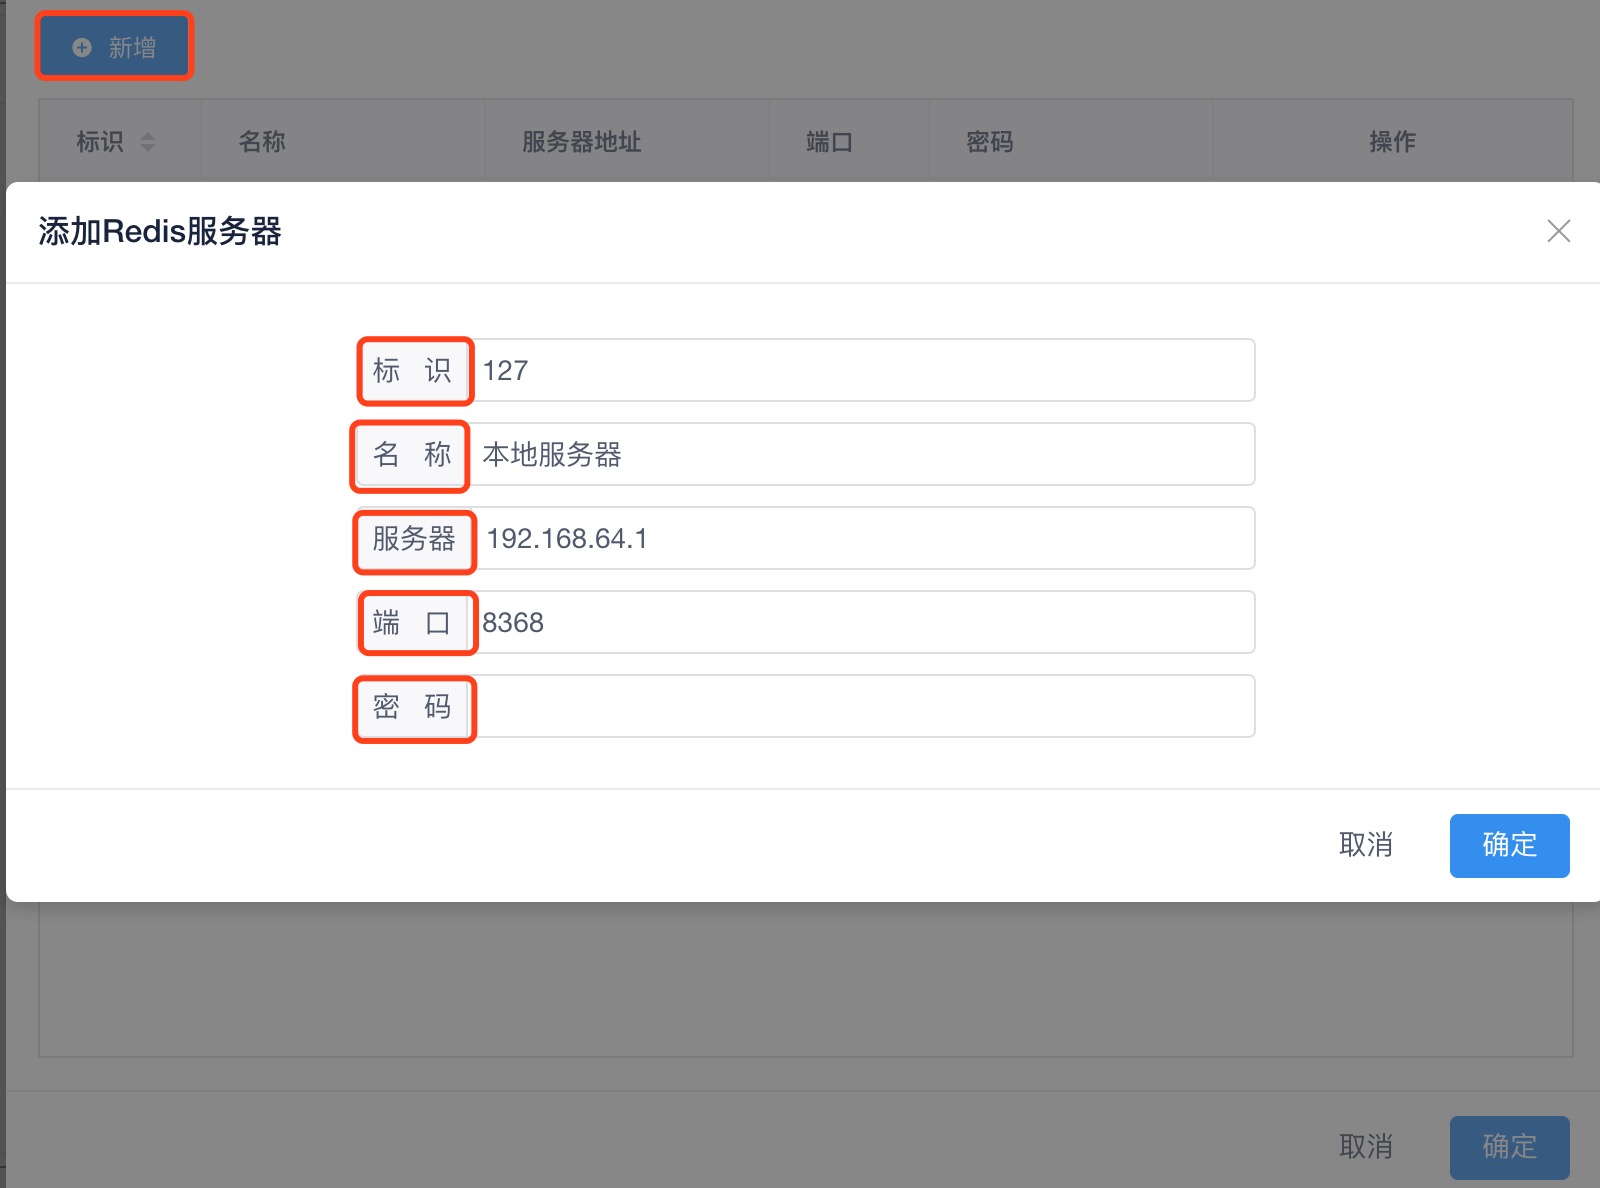 新增
标识 名称 服务器地址 端口 密码 操作
添加Redis服务器
标 识 127
名 称 本地服务器
服务器 192.168.64.1
端 口 8368
密 码
取消 确定
取消 确定